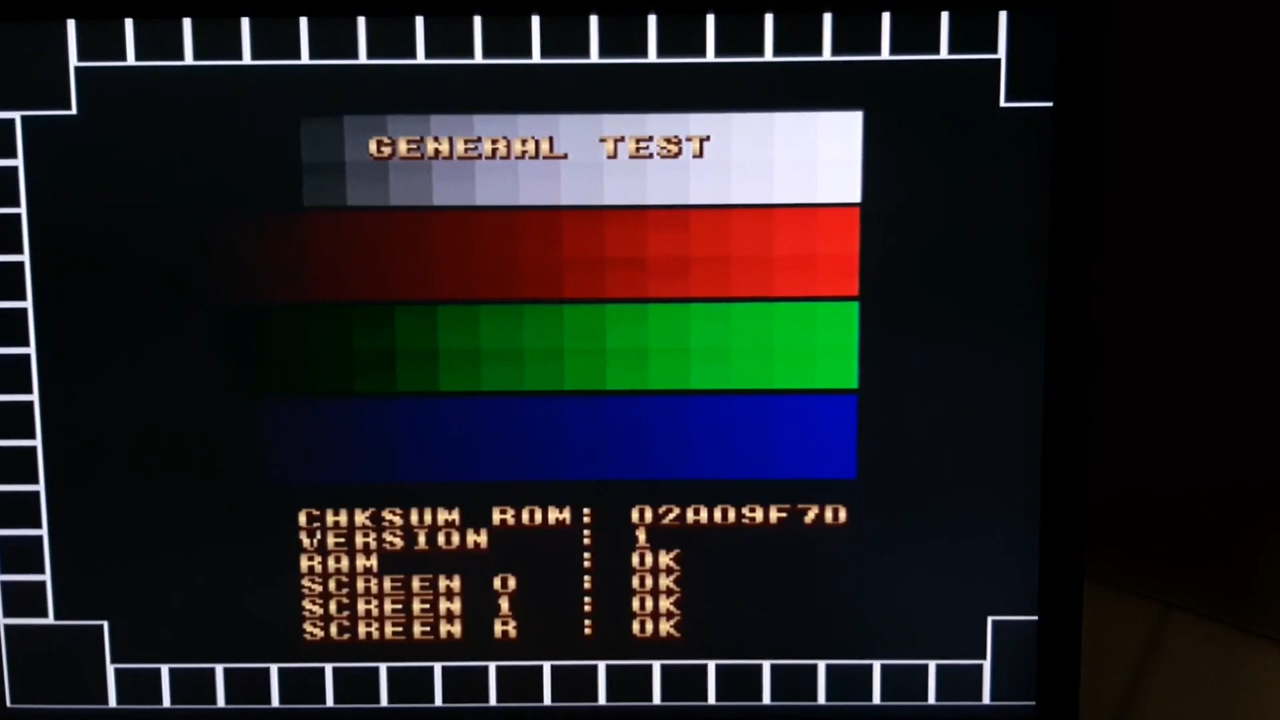 GENERAL TEST
CHKSUM ROM: 02A09F7D
VERSION : 1
RAM : OK
SCREEN 0 : OK
SCREEN 1 : OK
SCREEN R : OK